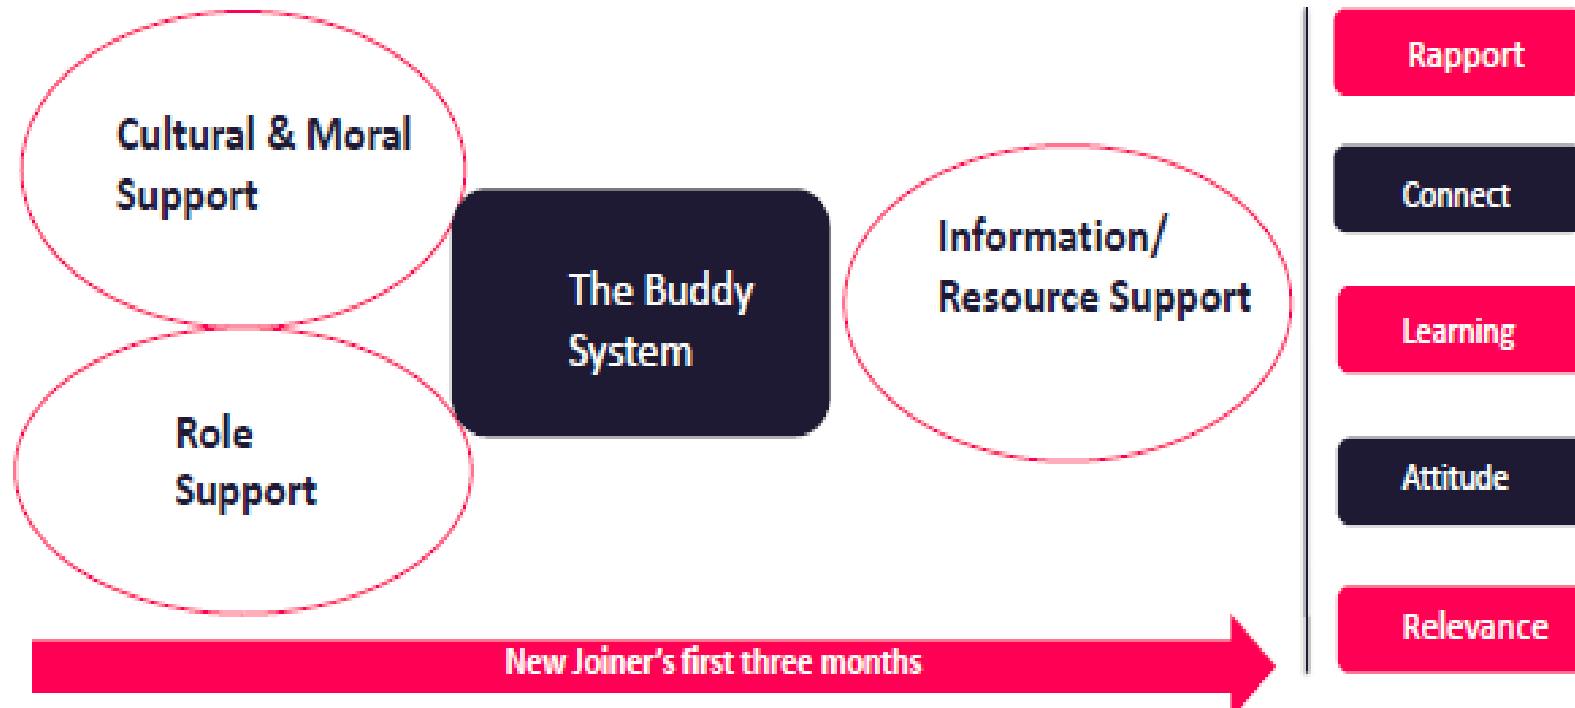 Cultural & Moral
Support
Role
Support
The Buddy
System
Information/
Resource Support
New Joiner's first three months
Rapport
Connect
Learning
Attitude
Relevance